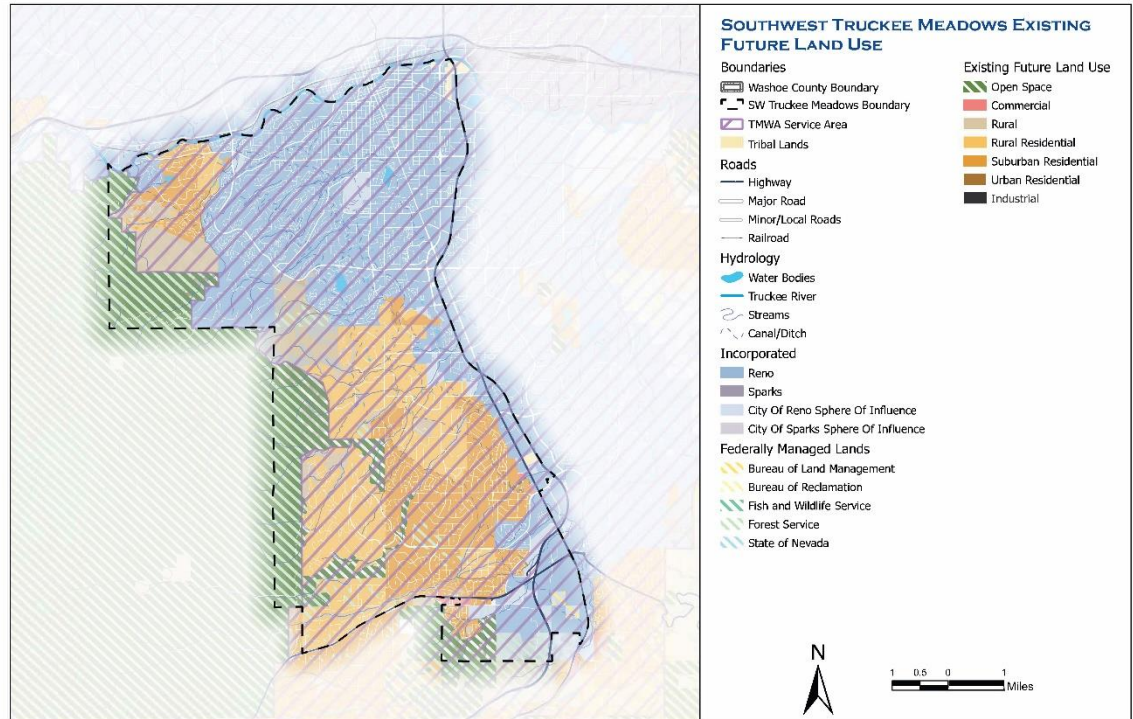 SOUTHWEST TRUCKEE MEADOWS EXISTING
FUTURE LAND USE
Boundaries
Washoe County Boundary
SW Truckee Meadows Boundary
TMWA Service Area
Tribal Lands
Roads
Highway
Major Road
Minor/Local Roads
Railroad
Hydrology
Water Bodies
Truckee River
Streams
Canal/Ditch
Incorporated
Reno
Sparks
City Of Reno Sphere Of Influence
City Of Sparks Sphere Of Influence
Federally Managed Lands
Bureau of Land Management
Bureau of Reclamation
Fish and Wildlife Service
Forest Service
State of Nevada
Existing Future Land Use
Open Space
Commercial
Rural
Rural Residential
Suburban Residential
Urban Residential
Industrial
N
1 0.5 0 1
Miles